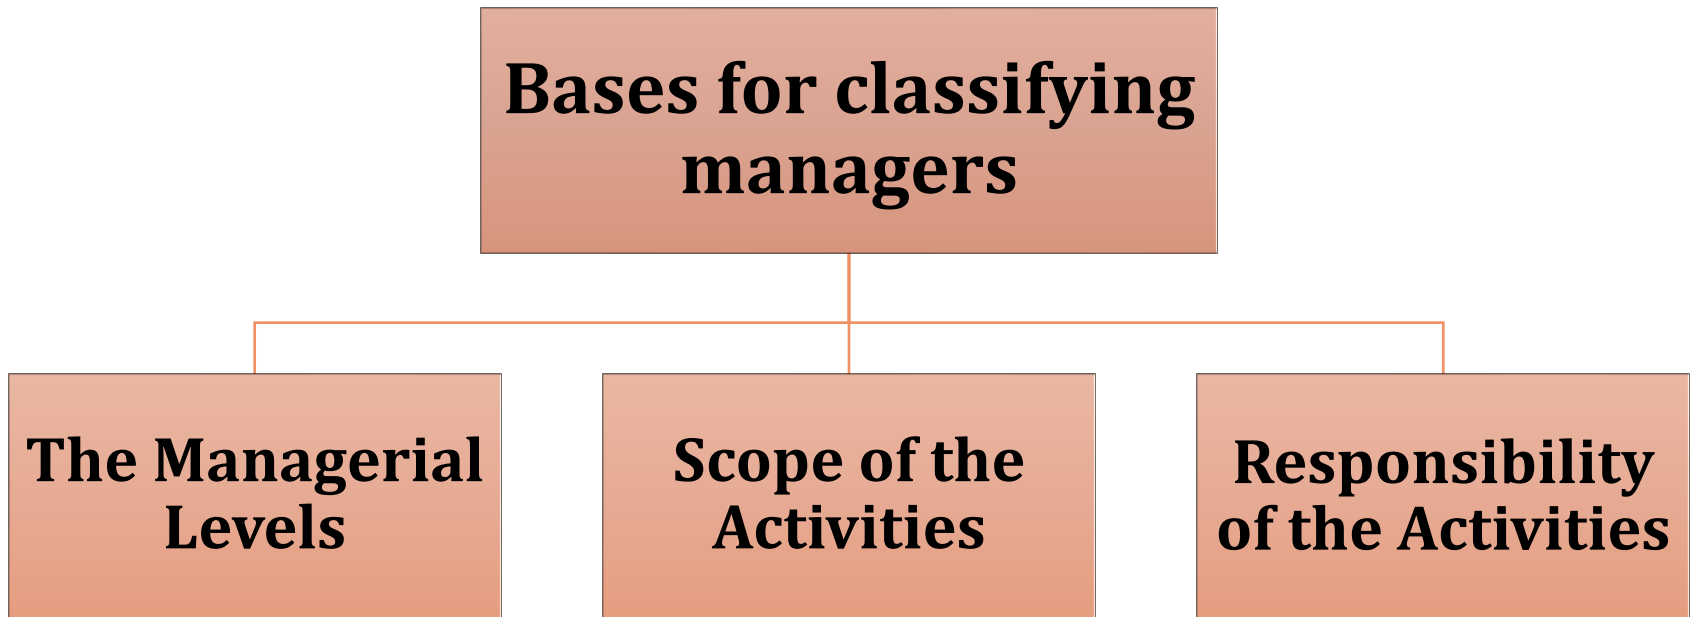 Bases for classifying
managers
The Managerial
Levels
Scope of the
Activities
Responsibility
of the Activities